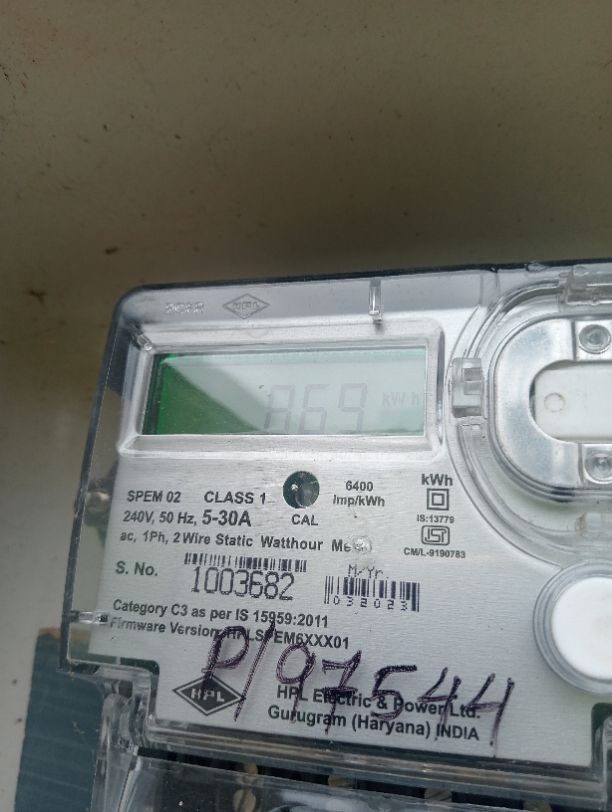 HPL
869 kWh
SPEM 02 CLASS 1 6400 Imp/kWh kWh
240V, 50 Hz, 5-30A CAL IS:13779
ac, 1Ph, 2 Wire Static Watthour CM/L-9190783
S. No. 1003682 M/Yr. 032023
Category C3 as per IS 15959:2011
Firmware Version
P/97544
HPL HPL Electric & Power Ltd.
Gurugram (Haryana) INDIA